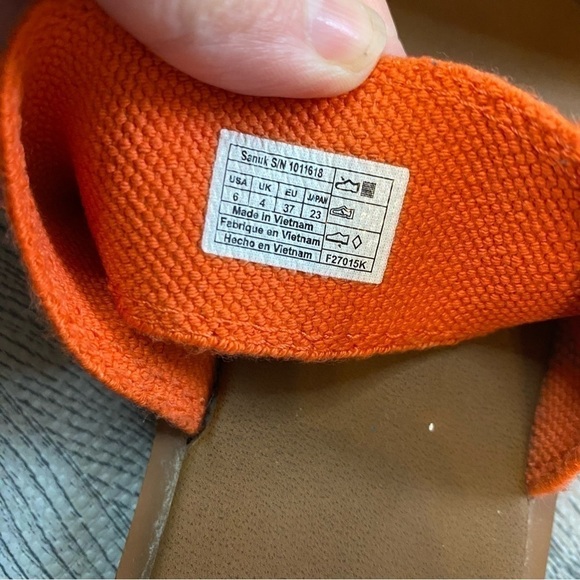 Sanuk S/N 1011618
USA UK EU JAPAN
6 4 37 23
Made in Vietnam
Fabrique en Vietnam
Hecho en Vietnam
F27015K